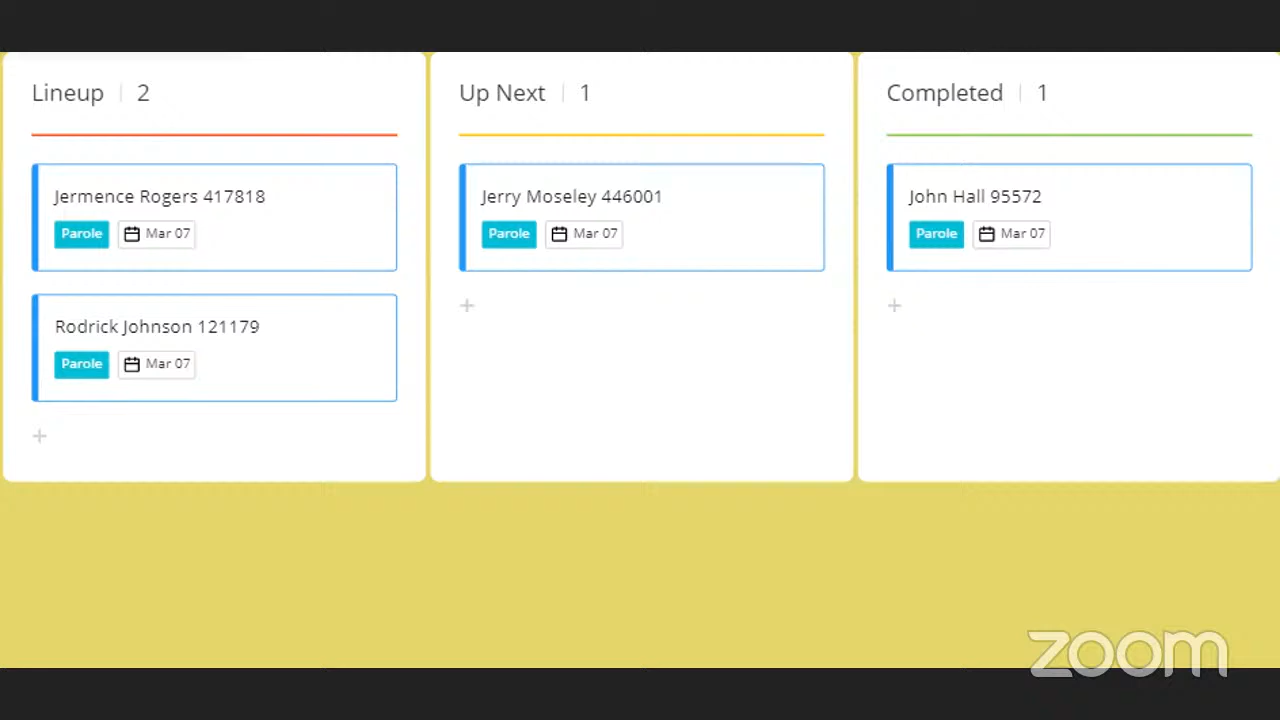 Lineup 2
Jermence Rogers 417818
Parole Mar 07
Rodrick Johnson 121179
Parole Mar 07
+
Up Next 1
Jerry Moseley 446001
Parole Mar 07
+
Completed 1
John Hall 95572
Parole Mar 07
+
zoom